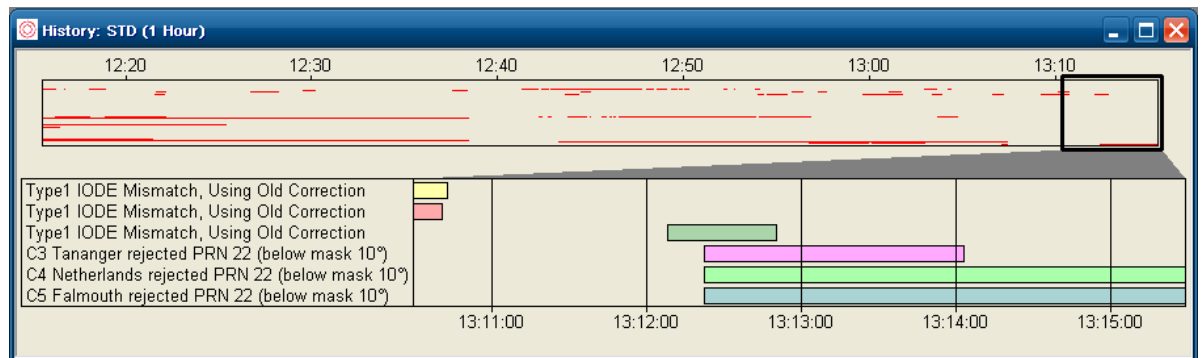 History: STD (1 Hour)
12:20 12:30 12:40 12:50 13:00 13:10
Type1 IODE Mismatch, Using Old Correction
Type1 IODE Mismatch, Using Old Correction
Type1 IODE Mismatch, Using Old Correction
C3 Tananger rejected PRN 22 (below mask 10°)
C4 Netherlands rejected PRN 22 (below mask 10°)
C5 Falmouth rejected PRN 22 (below mask 10°)
13:11:00 13:12:00 13:13:00 13:14:00 13:15:00